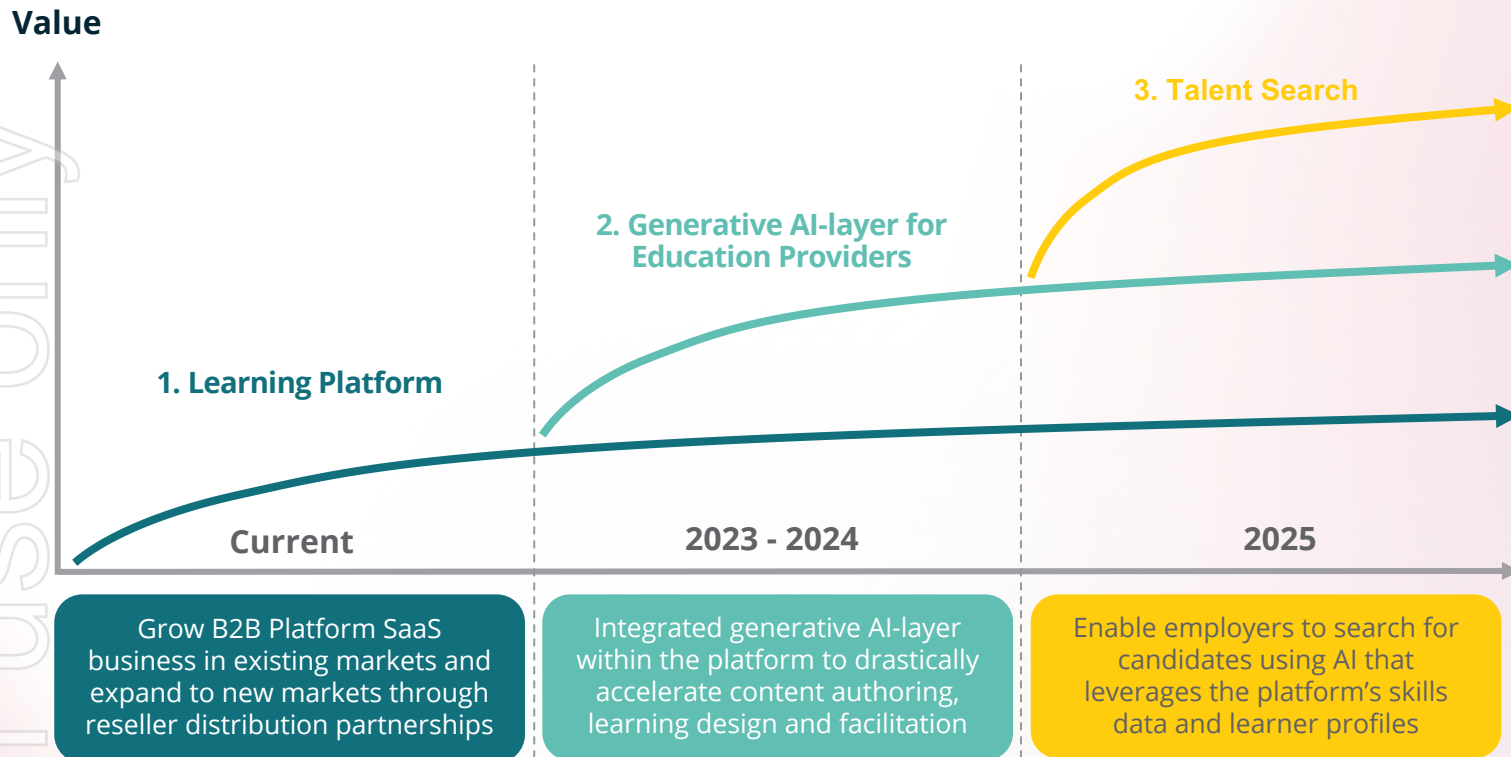 Value
3. Talent Search
2. Generative AI-layer for
Education Providers
1. Learning Platform
Current
2023 - 2024
2025
Grow B2B Platform SaaS
business in existing markets and
expand to new markets through
reseller distribution partnerships
Integrated generative AI-layer
within the platform to drastically
accelerate content authoring,
learning design and facilitation
Enable employers to search for
candidates using AI that
leverages the platform's skills
data and learner profiles
use only